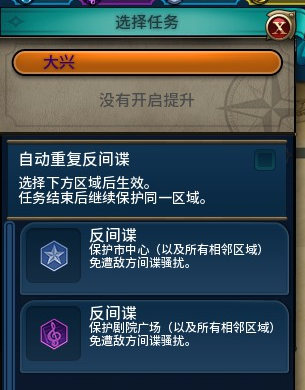 选择任务
X
大兴
没有开启提升
自动重复反间谍
选择下方区域后生效。
任务结束后继续保护同一区域。
反间谍
保护市中心（以及所有相邻区域）
免遭敌方间谍骚扰。
反间谍
保护剧院广场（以及所有相邻区域）
免遭敌方间谍骚扰。